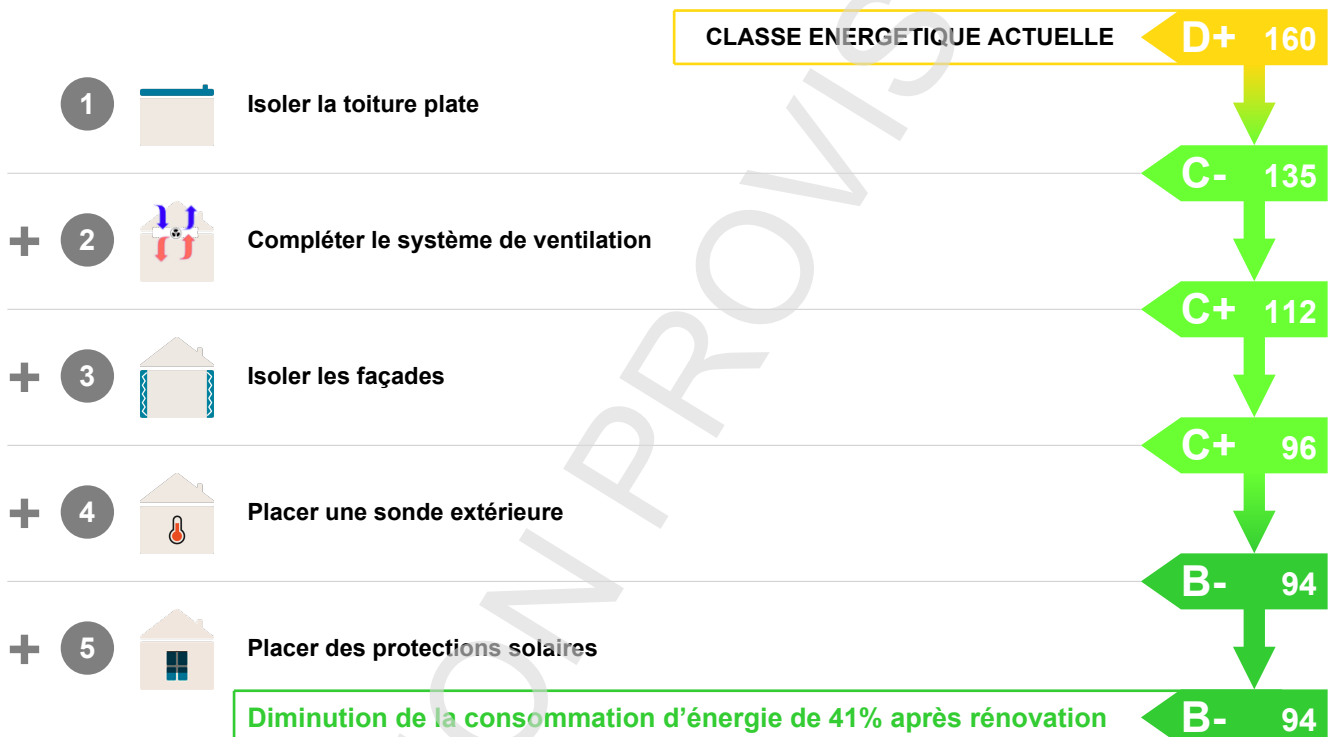 CLASSE ENERGETIQUE ACTUELLE D+ 160
1 Isoler la toiture plate
C- 135
+ 2 Compléter le système de ventilation
C+ 112
+ 3 Isoler les façades
C+ 96
+ 4 Placer une sonde extérieure
B- 94
+ 5 Placer des protections solaires
Diminution de la consommation d’énergie de 41% après rénovation B- 94